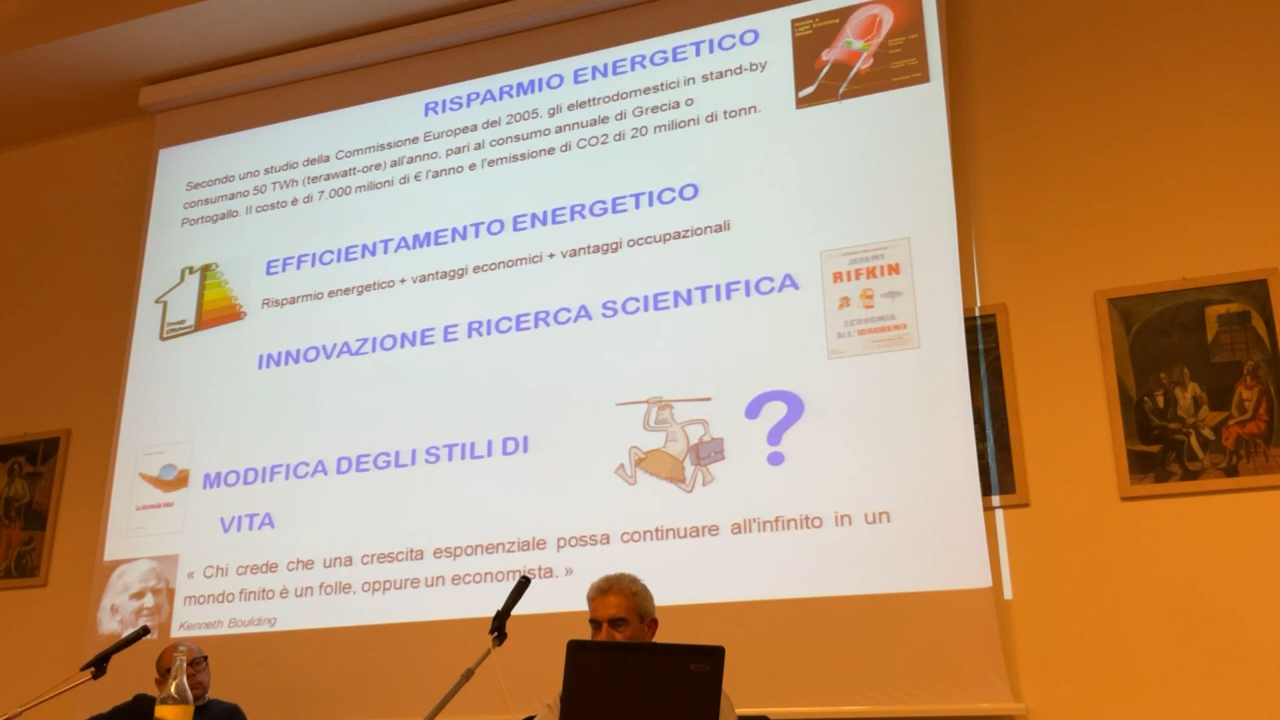 RISPARMIO ENERGETICO
Secondo uno studio della Commissione Europea del 2005, gli elettrodomestici in stand-by
consumano 50 TWh (terawatt-ore) all'anno, pari al consumo annuale di Grecia o
Portogallo. Il costo è di 7.000 milioni di € l'anno e l'emissione di CO2 di 20 milioni di tonn.
EFFICIENTAMENTO ENERGETICO
Risparmio energetico + vantaggi economici + vantaggi occupazionali
INNOVAZIONE E RICERCA SCIENTIFICA
JEREMY
RIFKIN
ECONOMIA
ALL'IDROGENO
?
MODIFICA DEGLI STILI DI
VITA
« Chi crede che una crescita esponenziale possa continuare all'infinito in un
mondo finito è un folle, oppure un economista. »
Kenneth Boulding